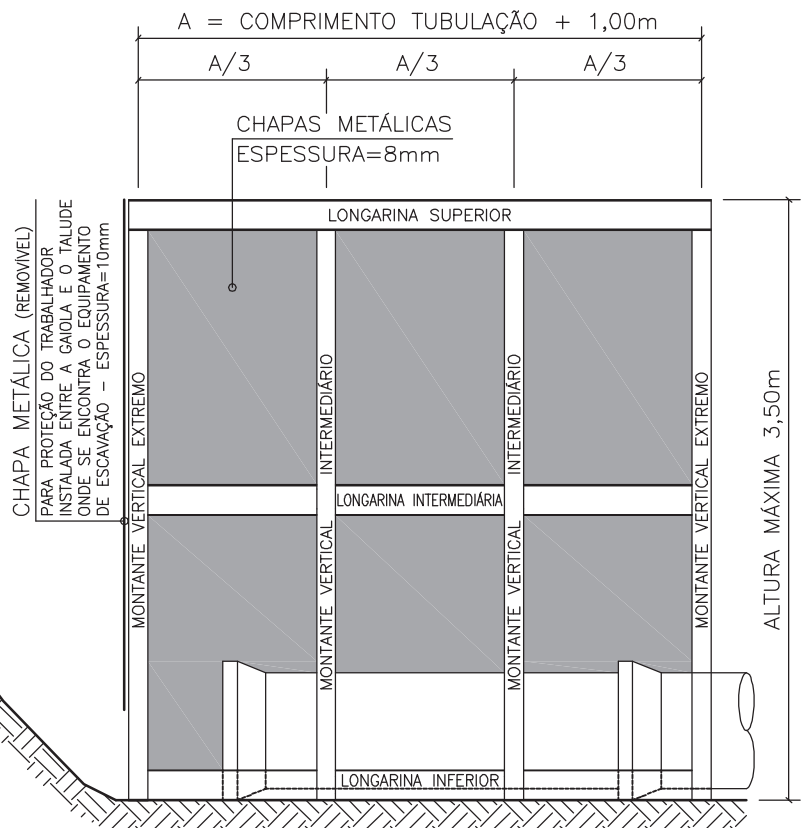 A = COMPRIMENTO TUBULAÇÃO + 1,00m
A/3
A/3
A/3
CHAPAS METÁLICAS
ESPESSURA=8mm
LONGARINA SUPERIOR
CHAPA METÁLICA (REMOVÍVEL)
PARA PROTEÇÃO DO TRABALHADOR
INSTALADA ENTRE A GAIOLA E O TALUDE
ONDE SE ENCONTRA O EQUIPAMENTO
DE ESCAVAÇÃO - ESPESSURA=10mm
MONTANTE VERTICAL EXTREMO
MONTANTE VERTICAL INTERMEDIÁRIO
LONGARINA INTERMEDIÁRIA
MONTANTE VERTICAL INTERMEDIÁRIO
MONTANTE VERTICAL EXTREMO
ALTURA MÁXIMA 3,50m
LONGARINA INFERIOR